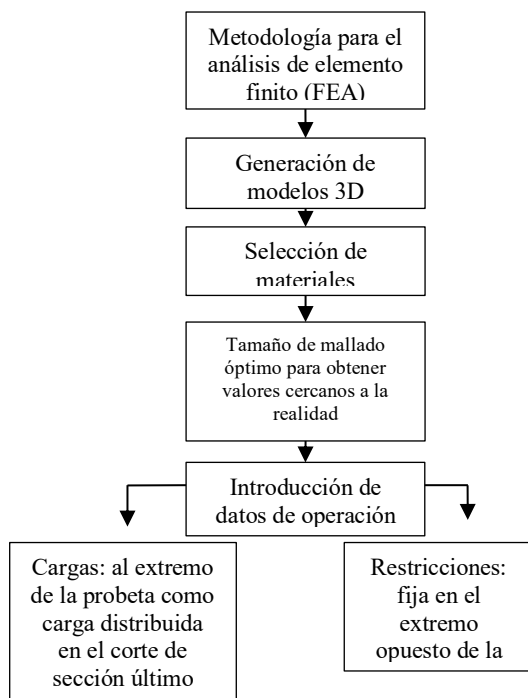 Metodología para el
análisis de elemento
finito (FEA)
Generación de
modelos 3D
Selección de
materiales
Tamaño de mallado
óptimo para obtener
valores cercanos a la
realidad
Introducción de
datos de operación
Cargas: al extremo
de la probeta como
carga distribuida
en el corte de
sección último
Restricciones:
fija en el
extremo
opuesto de la